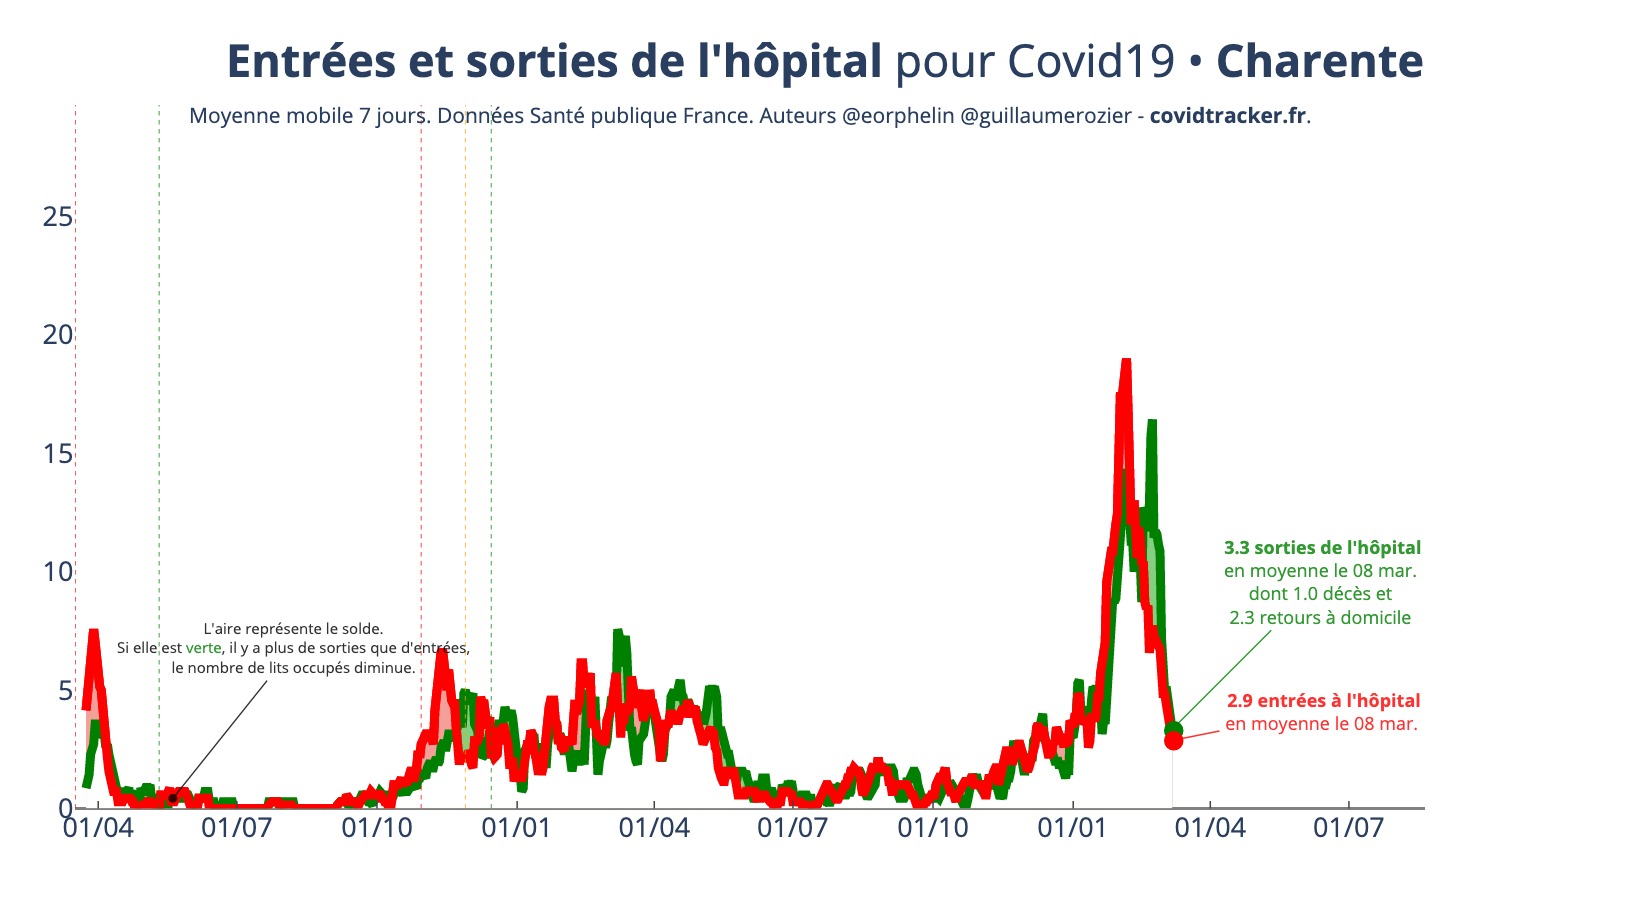 Entrées et sorties de l'hôpital pour Covid19 • Charente
Moyenne mobile 7 jours. Données Santé publique France. Auteurs @eorphelin @guillaumerozier - covidtracker.fr.
25
20
15
10
5
0
L'aire représente le solde.
Si elle est verte, il y a plus de sorties que d'entrées,
le nombre de lits occupés diminue.
3.3 sorties de l'hôpital
en moyenne le 08 mar.
dont 1.0 décès et
2.3 retours à domicile
2.9 entrées à l'hôpital
en moyenne le 08 mar.
01/04 01/07 01/10 01/01 01/04 01/07 01/10 01/01 01/04 01/07